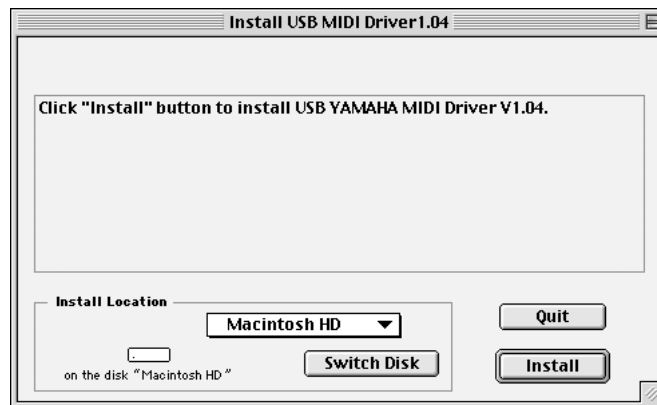 Install USB MIDI Driver1.04
Click "Install" button to install USB YAMAHA MIDI Driver V1.04.
Install Location
Macintosh HD
Quit
on the disk "Macintosh HD"
Switch Disk
Install